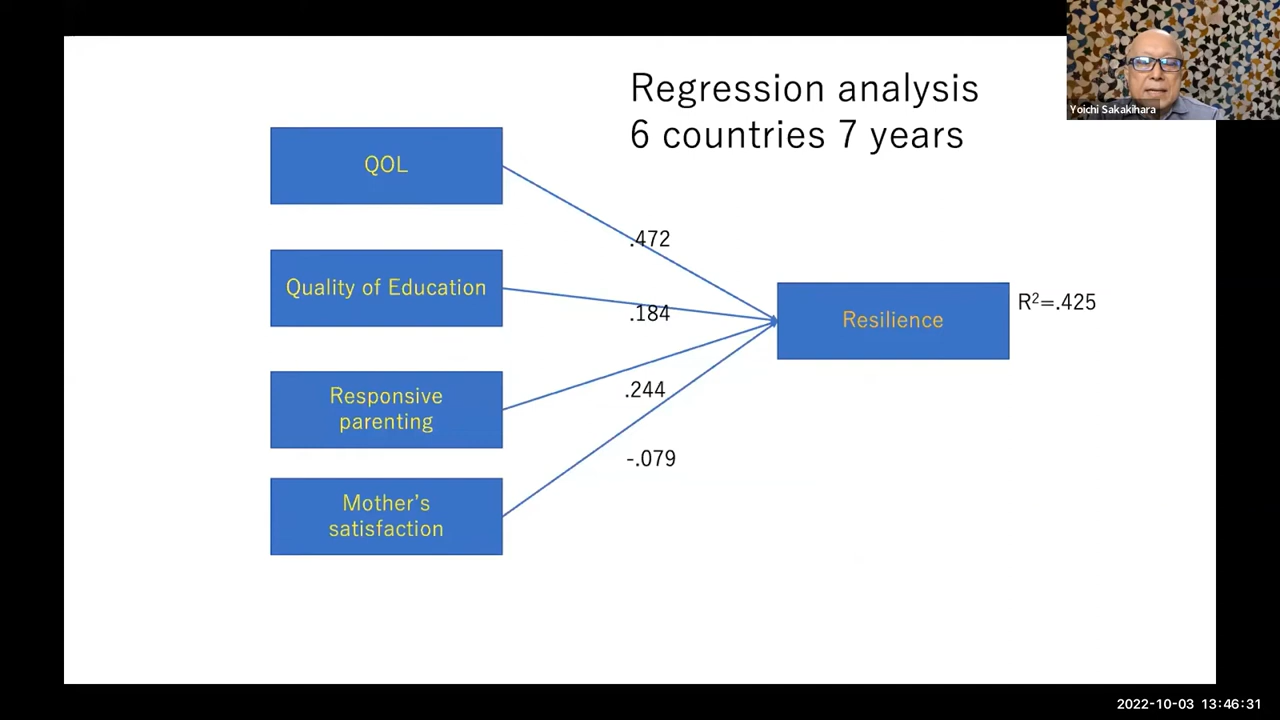 Regression analysis
6 countries 7 years
Yoichi Sakakihara
QOL
.472
Quality of Education
.184
Resilience
R²=.425
Responsive
parenting
.244
-.079
Mother’s
satisfaction
2022-10-03 13:46:31